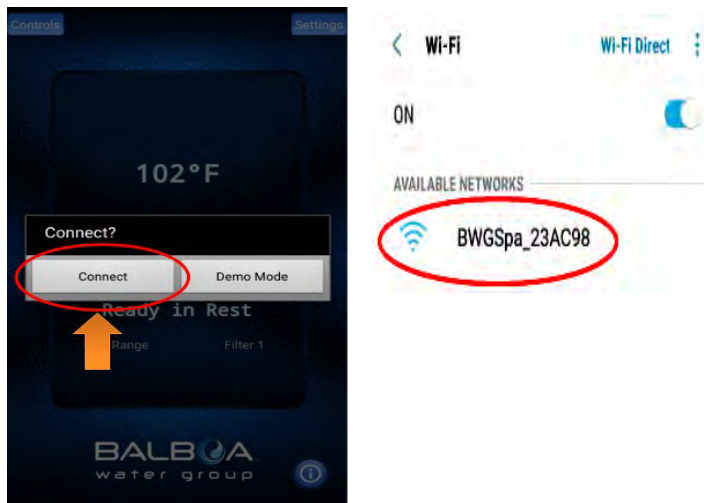 Controls
Settings
102°F
Connect?
Connect
Demo Mode
Ready in Rest
Range
Filter 1
BALBOA
water group
Wi-Fi
Wi-Fi Direct
ON
AVAILABLE NETWORKS
BWGSpa_23AC98